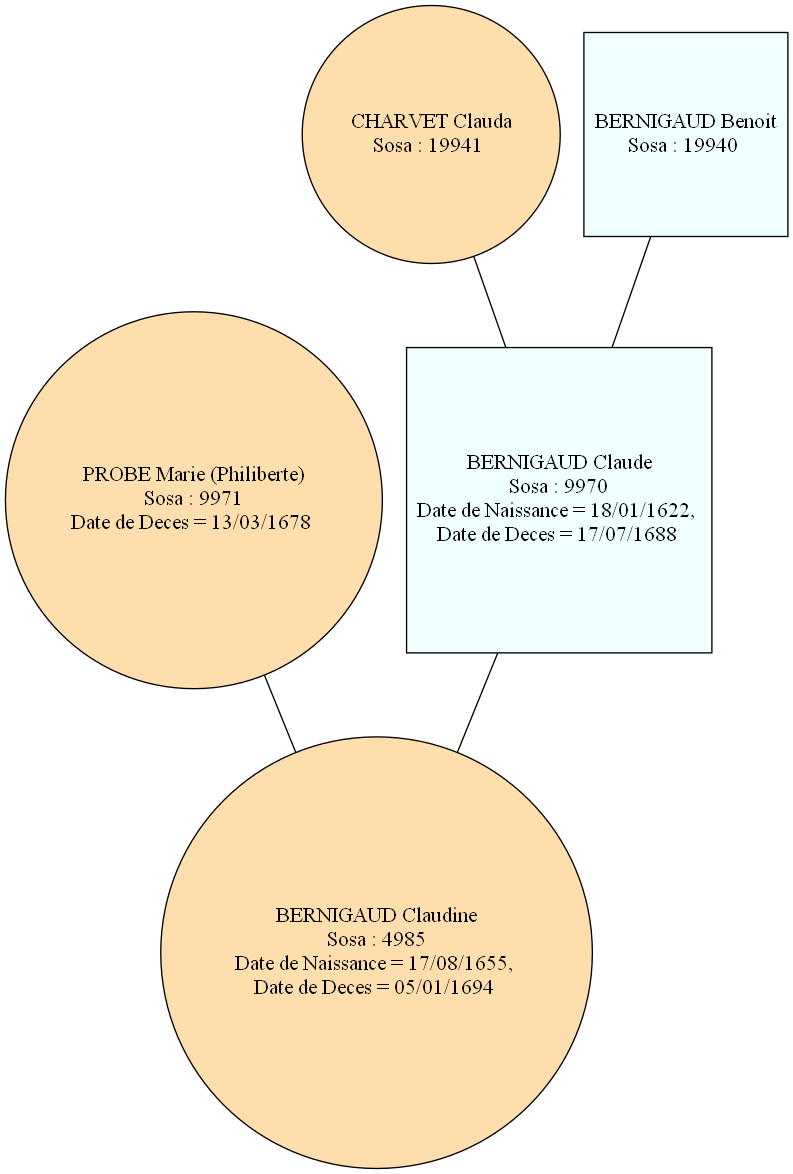 CHARVET Clauda
Sosa : 19941
BERNIGAUD Benoit
Sosa : 19940
PROBE Marie (Philiberte)
Sosa : 9971
Date de Deces = 13/03/1678
BERNIGAUD Claude
Sosa : 9970
Date de Naissance = 18/01/1622,
Date de Deces = 17/07/1688
BERNIGAUD Claudine
Sosa : 4985
Date de Naissance = 17/08/1655,
Date de Deces = 05/01/1694